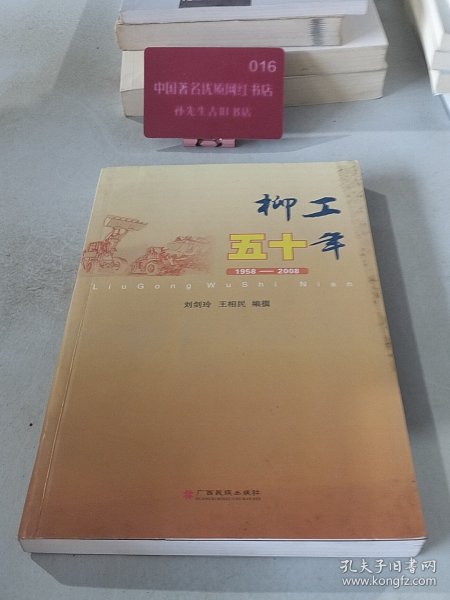 016
中国著名优质网红书店
孙先生古旧书店
柳工
五十年
1958—2008
LiuGongWuShi Nian
刘剑玲 王相民 编撰
广西民族出版社
孔夫子旧书网
www.kongfz.com